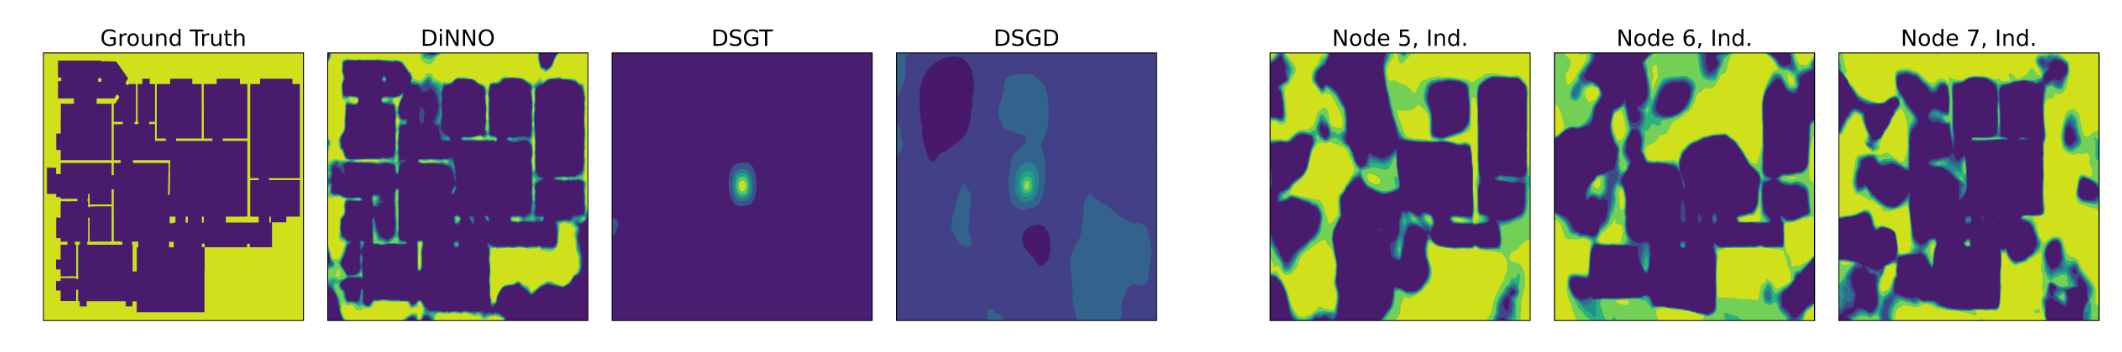 Ground Truth
DiNNO
DSGT
DSGD
Node 5, Ind.
Node 6, Ind.
Node 7, Ind.